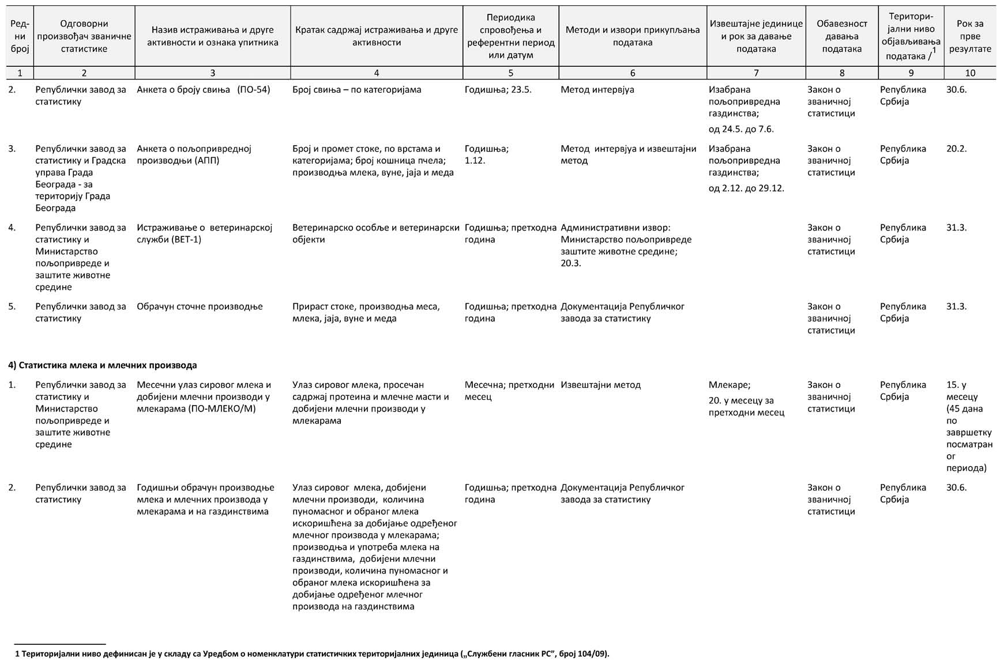 Ред-
ни
број
Одговорни
произвођач званичне
статистике
Назив истраживања и друге
активности и ознака упитника
Кратак садржај истраживања и друге
активности
Периодика
спровођења и
референтни период
или датум
Методи и извори прикупљања
података
Извештајне јединице
и рок за давање
података
Обавезност
давања
података
Територи-
јални ниво
објављивања
података /1
Рок за
прве
резултате
1 2 3 4 5 6 7 8 9 10
2.
Републички завод за
статистику
Анкета о броју свиња (ПО-54)
Број свиња – по категоријама
Годишња; 23.5.
Метод интервјуа
Изабрана
пољопривредна
газдинства;
од 24.5. до 7.6.
Закон о
званичној
статистици
Република
Србија
30.6.
3.
Републички завод за
статистику и Градска
управа Града
Београда - за
територију Града
Београда
Анкета о пољопривредној
производњи (АПП)
Број и промет стоке, по врстама и
категоријама; број кошница пчела;
производња млека, вуне, јаја и меда
Годишња;
1.12.
Метод интервјуа и извештајни
метод
Изабрана
пољопривредна
газдинства;
од 2.12. до 29.12.
Закон о
званичној
статистици
Република
Србија
20.2.
4.
Републички завод за
статистику и
Министарство
пољопривреде и
заштите животне
средине
Истраживање о ветеринарској
служби (ВЕТ-1)
Ветеринарско особље и ветеринарски
објекти
Годишња; претходна
година
Административни извор:
Министарство пољопривреде
заштите животне средине;
20.3.
Закон о
званичној
статистици
Република
Србија
31.3.
5.
Републички завод за
статистику
Обрачун сточне производње
Прираст стоке, производња меса,
млека, јаја, вуне и меда
Годишња; претходна
година
Документација Републичког
завода за статистику
Закон о
званичној
статистици
Република
Србија
31.3.
4) Статистика млека и млечних производа
1.
Републички завод за
статистику и
Министарство
пољопривреде и
заштите животне
средине
Месечни улаз сировог млека и
добијени млечни производи у
млекарама (ПО-МЛЕКО/М)
Улаз сировог млека, просечан
садржај протеина и млечне масти и
добијени млечни производи у
млекарама
Месечна; претходни
месец
Извештајни метод
Млекаре;
20. у месецу за
претходни месец
Закон о
званичној
статистици
Република
Србија
15. у
месецу
(45 дана
по
завршетку
посматран
ог
периода)
2.
Републички завод за
статистику
Годишњи обрачун производње
млека и млечних производа у
млекарама и на газдинствима
Улаз сировог млека, добијени
млечни производи, количина
пуномасног и обраног млека
искоришћена за добијање одређеног
млечног производа у млекарама;
производња и употреба млека на
газдинствима, добијени млечни
производи, количина пуномасног и
обраног млека искоришћена за
добијање одређеног млечног
производа на газдинствима
Годишња; претходна
година
Документација Републичког
завода за статистику
Закон о
званичној
статистици
Република
Србија
30.6.
1 Територијални ниво дефинисан је у складу са Уредбом о номенклатури статистичких територијалних јединица („Службени гласник РС”, број 104/09).